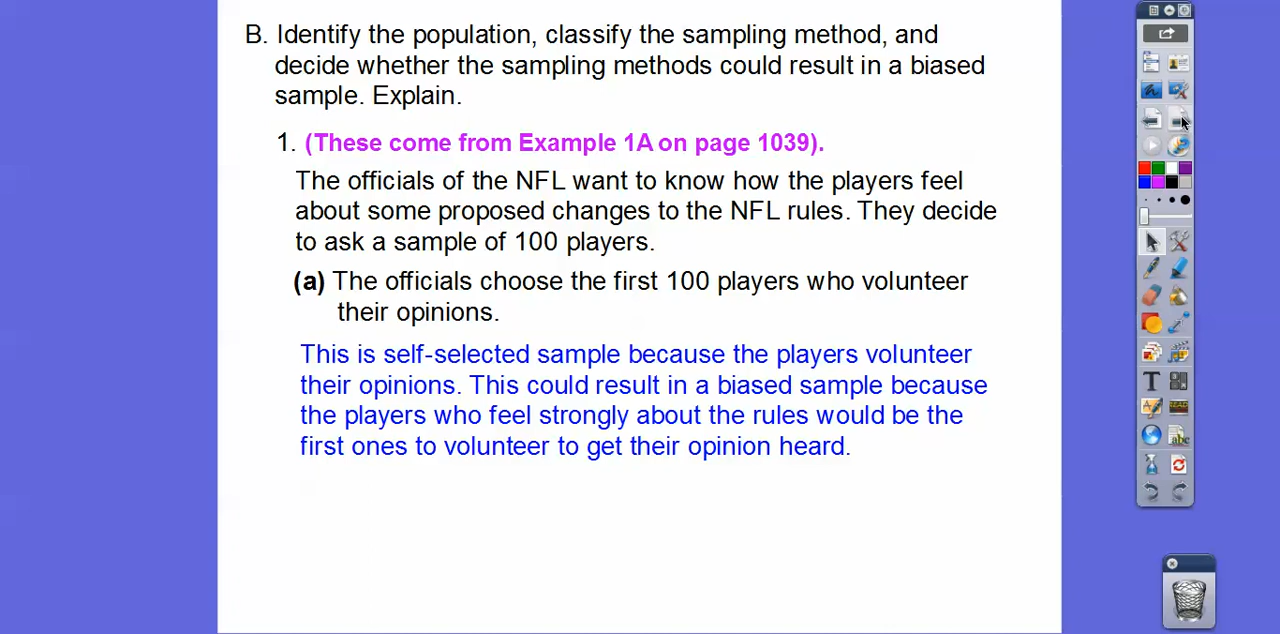 B. Identify the population, classify the sampling method, and
decide whether the sampling methods could result in a biased
sample. Explain.
1. (These come from Example 1A on page 1039).
The officials of the NFL want to know how the players feel
about some proposed changes to the NFL rules. They decide
to ask a sample of 100 players.
(a) The officials choose the first 100 players who volunteer
their opinions.
This is self-selected sample because the players volunteer
their opinions. This could result in a biased sample because
the players who feel strongly about the rules would be the
first ones to volunteer to get their opinion heard.